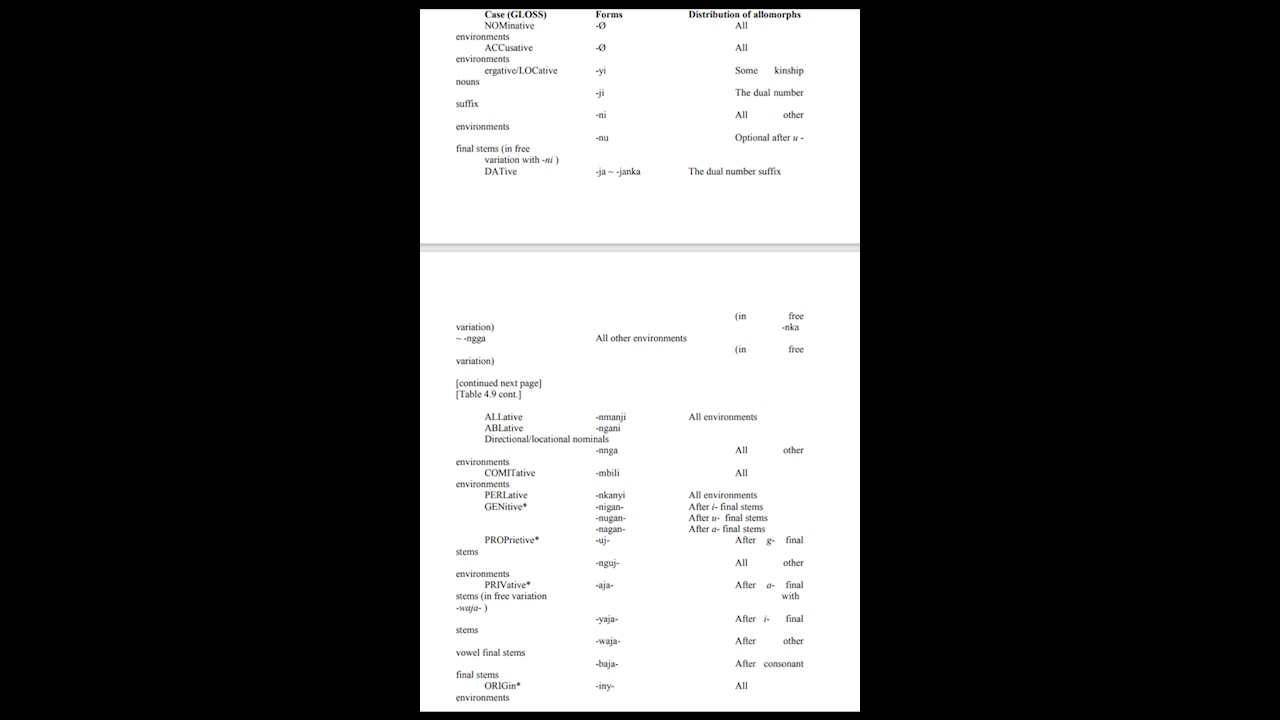 Case (GLOSS) Forms Distribution of allomorphs
NOMinative -Ø All
environments
ACCusative -Ø All
environments
ergative/LOCative -yi Some kinship
nouns
-ji The dual number
suffix
-ni All other
environments
-nu Optional after u -
final stems (in free
variation with -ni )
DATive -ja ~ -janka The dual number suffix
(in free
variation) -nka
~ -ngga All other environments
(in free
variation)
[continued next page]
[Table 4.9 cont.]
ALLative -nmanji All environments
ABLative -ngani
Directional/locational nominals
-nnga All other
environments
COMITative -mbili All
environments
PERLative -nkanyi All environments
GENitive* -nigan- After i- final stems
-nugan- After u- final stems
-nagan- After a- final stems
PROPrietive* -uj- After g- final
stems
-nguj- All other
environments
PRIVative* -aja- After a- final
stems (in free variation with
-waja- )
-yaja- After i- final
stems
-waja- After other
vowel final stems
-baja- After consonant
final stems
ORIGin* -iny- All
environments